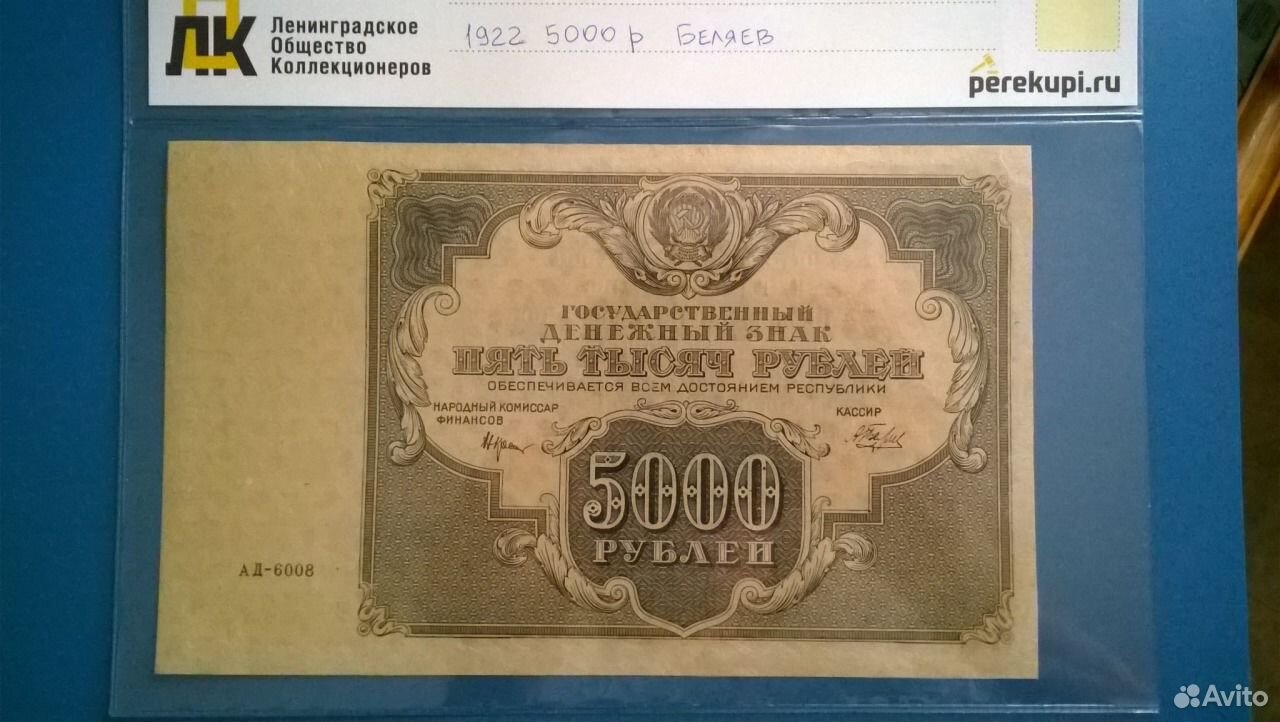 ЛК
Ленинградское
Общество
Коллекционеров
1922 5000 р БЕЛЯЕВ
perekupi.ru
ГОСУДАРСТВЕННЫЙ
ДЕНЕЖНЫЙ ЗНАК
ПЯТЬ ТЫСЯЧ РУБЛЕЙ
ОБЕСПЕЧИВАЕТСЯ ВСЕМ ДОСТОЯНИЕМ РЕСПУБЛИКИ
НАРОДНЫЙ КОМИССАР
ФИНАНСОВ
КАССИР
5000
РУБЛЕЙ
АД-6008
Avito